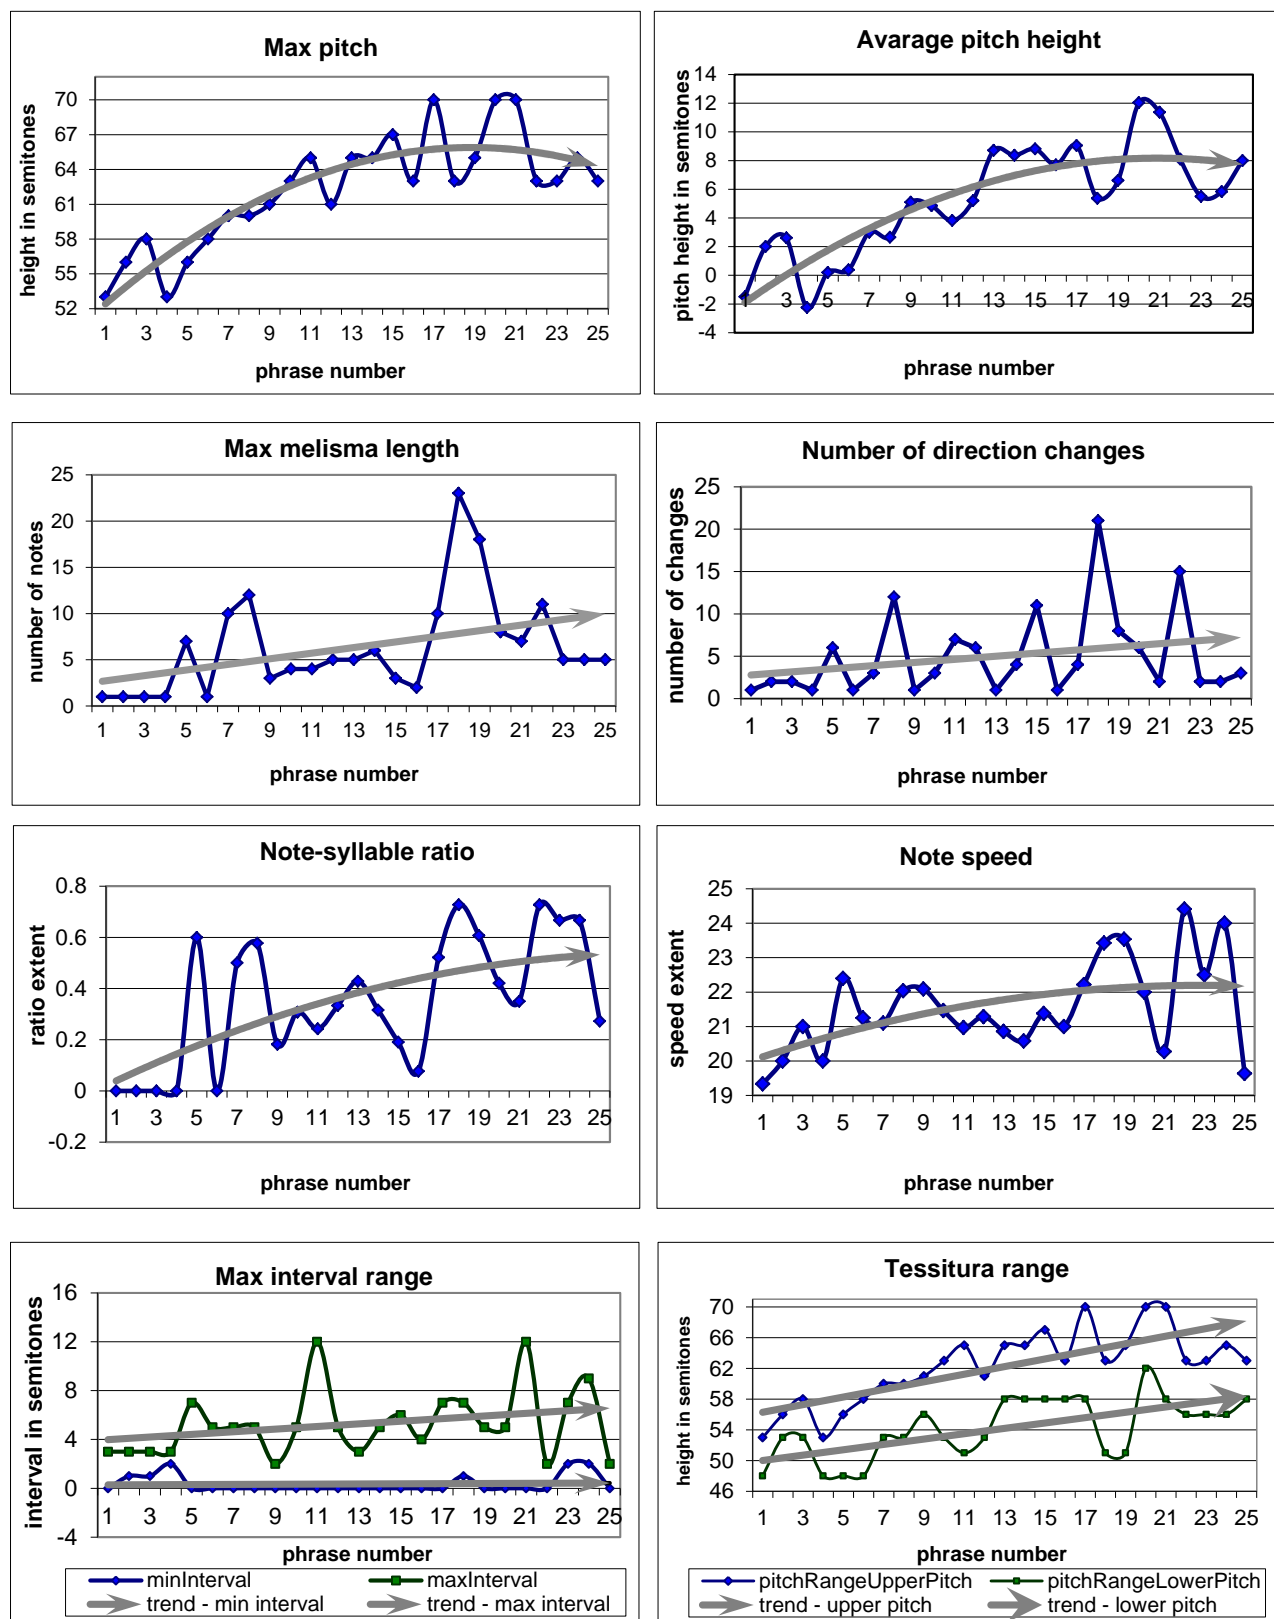 Max pitch
height in semitones
70
67
64
61
58
55
52
1 3 5 7 9 11 13 15 17 19 21 23 25
phrase number
Avarage pitch height
pitch height in semitones
14
12
10
8
6
4
2
0
-2
-4
1 3 5 7 9 11 13 15 17 19 21 23 25
phrase number
Max melisma length
number of notes
25
20
15
10
5
0
1 3 5 7 9 11 13 15 17 19 21 23 25
phrase number
Number of direction changes
number of changes
25
20
15
10
5
0
1 3 5 7 9 11 13 15 17 19 21 23 25
phrase number
Note-syllable ratio
ratio extent
0.8
0.6
0.4
0.2
0
-0.2
1 3 5 7 9 11 13 15 17 19 21 23 25
phrase number
Note speed
speed extent
25
24
23
22
21
20
19
1 3 5 7 9 11 13 15 17 19 21 23 25
phrase number
Max interval range
interval in semitones
16
12
8
4
0
-4
1 3 5 7 9 11 13 15 17 19 21 23 25
phrase number
minInterval maxInterval
trend - min interval trend - max interval
Tessitura range
height in semitones
70
66
62
58
54
50
46
1 3 5 7 9 11 13 15 17 19 21 23 25
phrase number
pitchRangeUpperPitch pitchRangeLowerPitch
trend - upper pitch trend - lower pitch